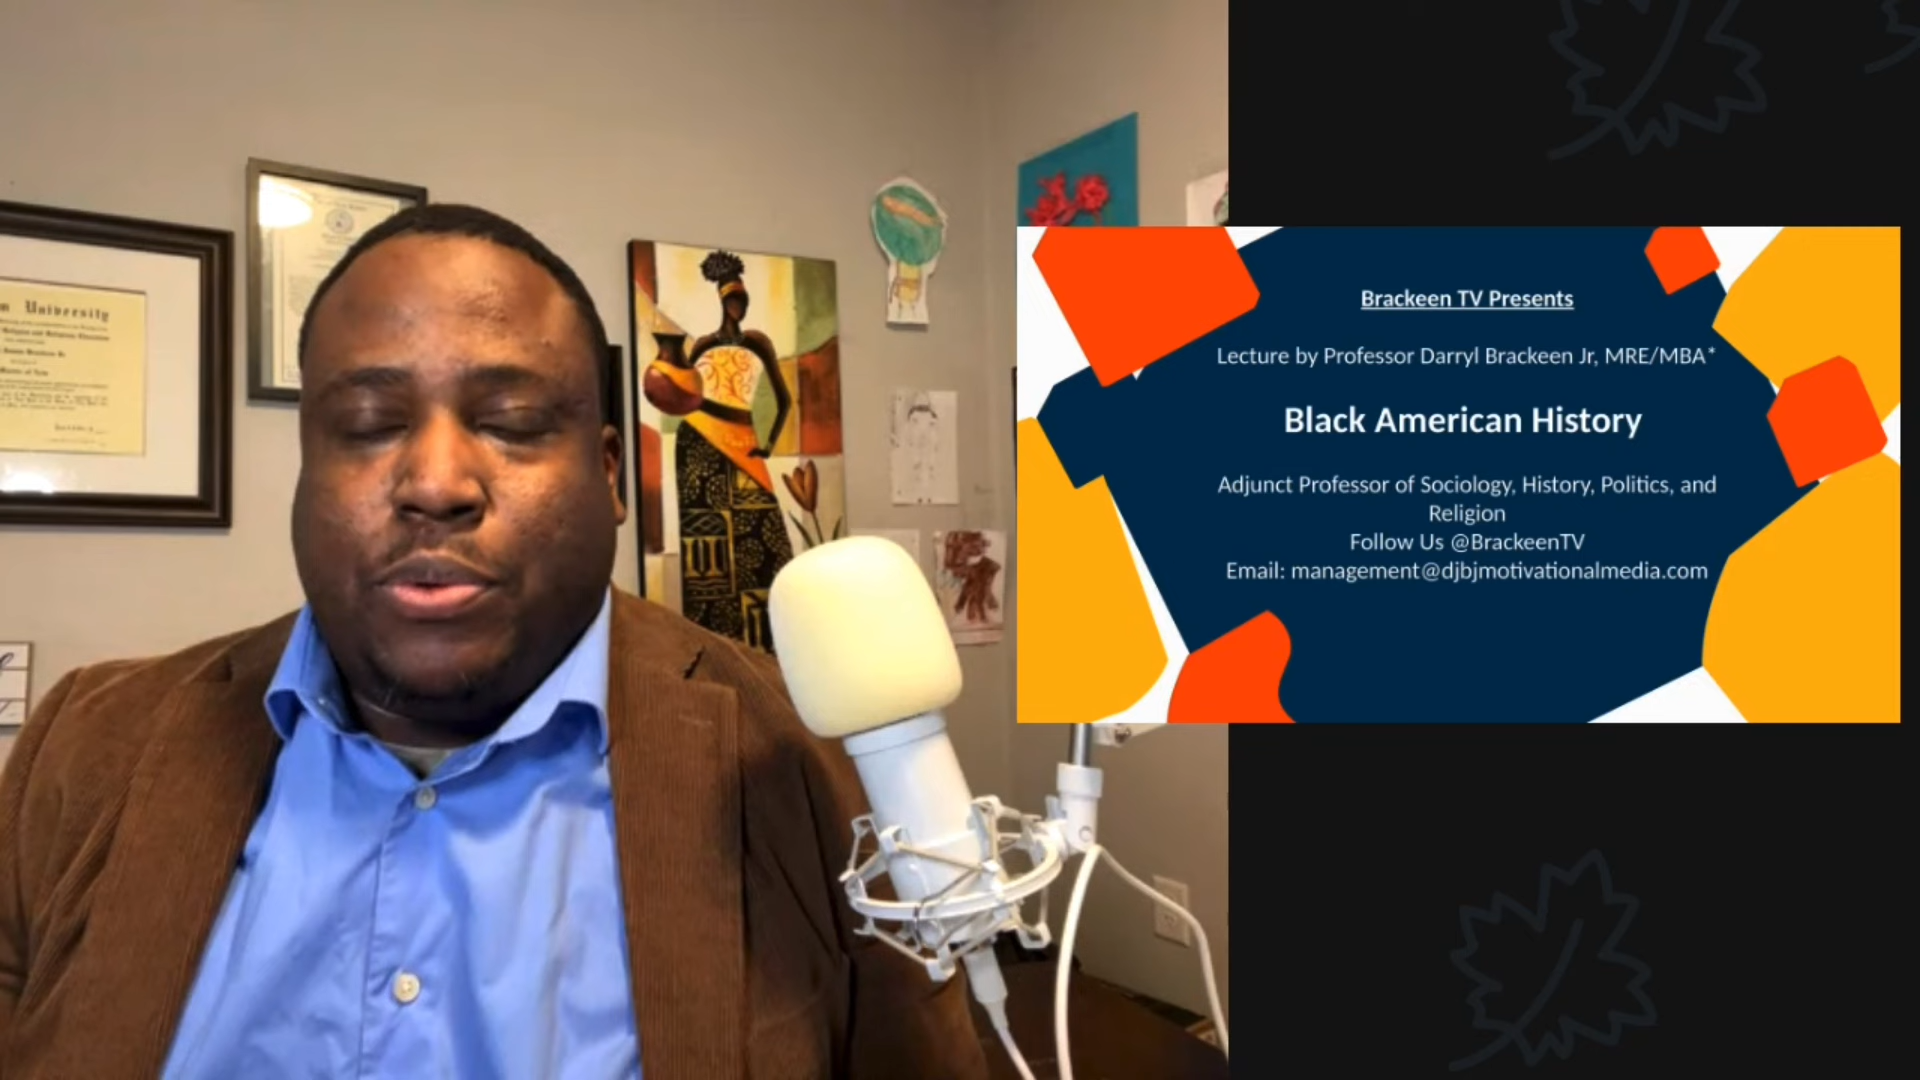 n University
Brackeen TV Presents
Lecture by Professor Darryl Brackeen Jr, MRE/MBA*
Black American History
Adjunct Professor of Sociology, History, Politics, and
Religion
Follow Us @BrackeenTV
Email: management@djbjmotivationalmedia.com